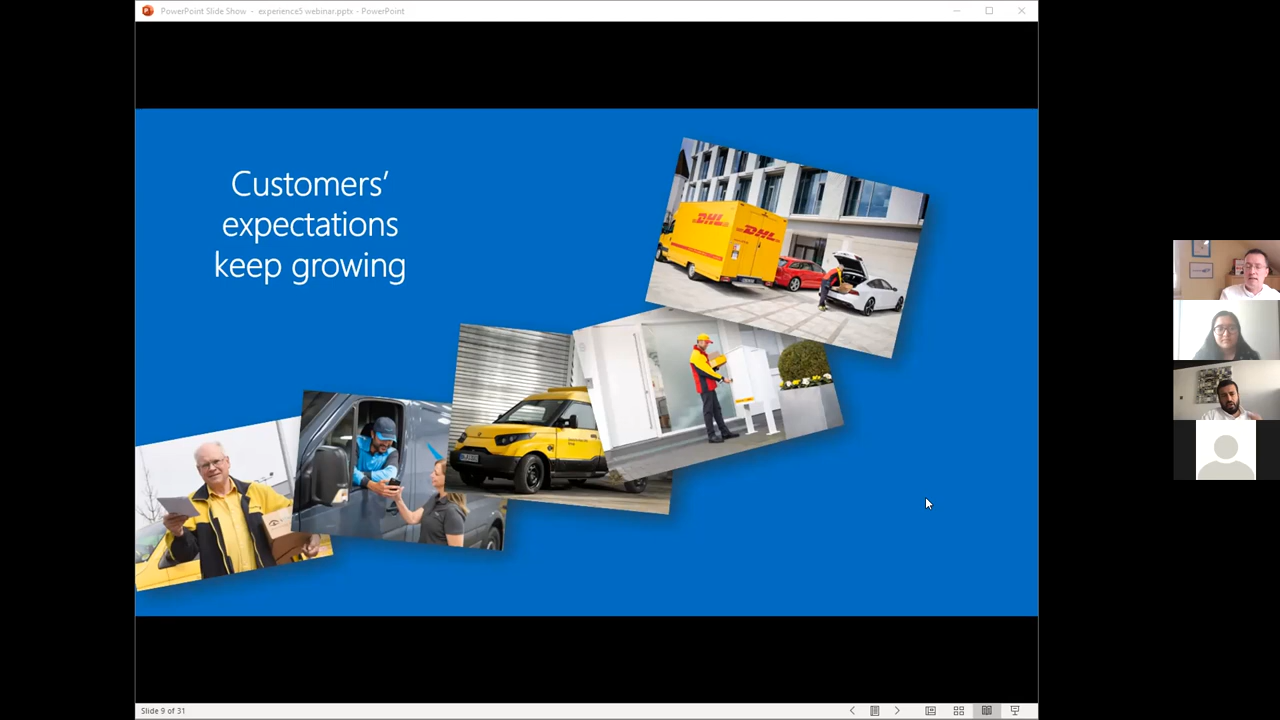 PowerPoint Slide Show - experience5 webinar.pptx - PowerPoint
Customers’
expectations
keep growing
DHL
DHL
Slide 9 of 31